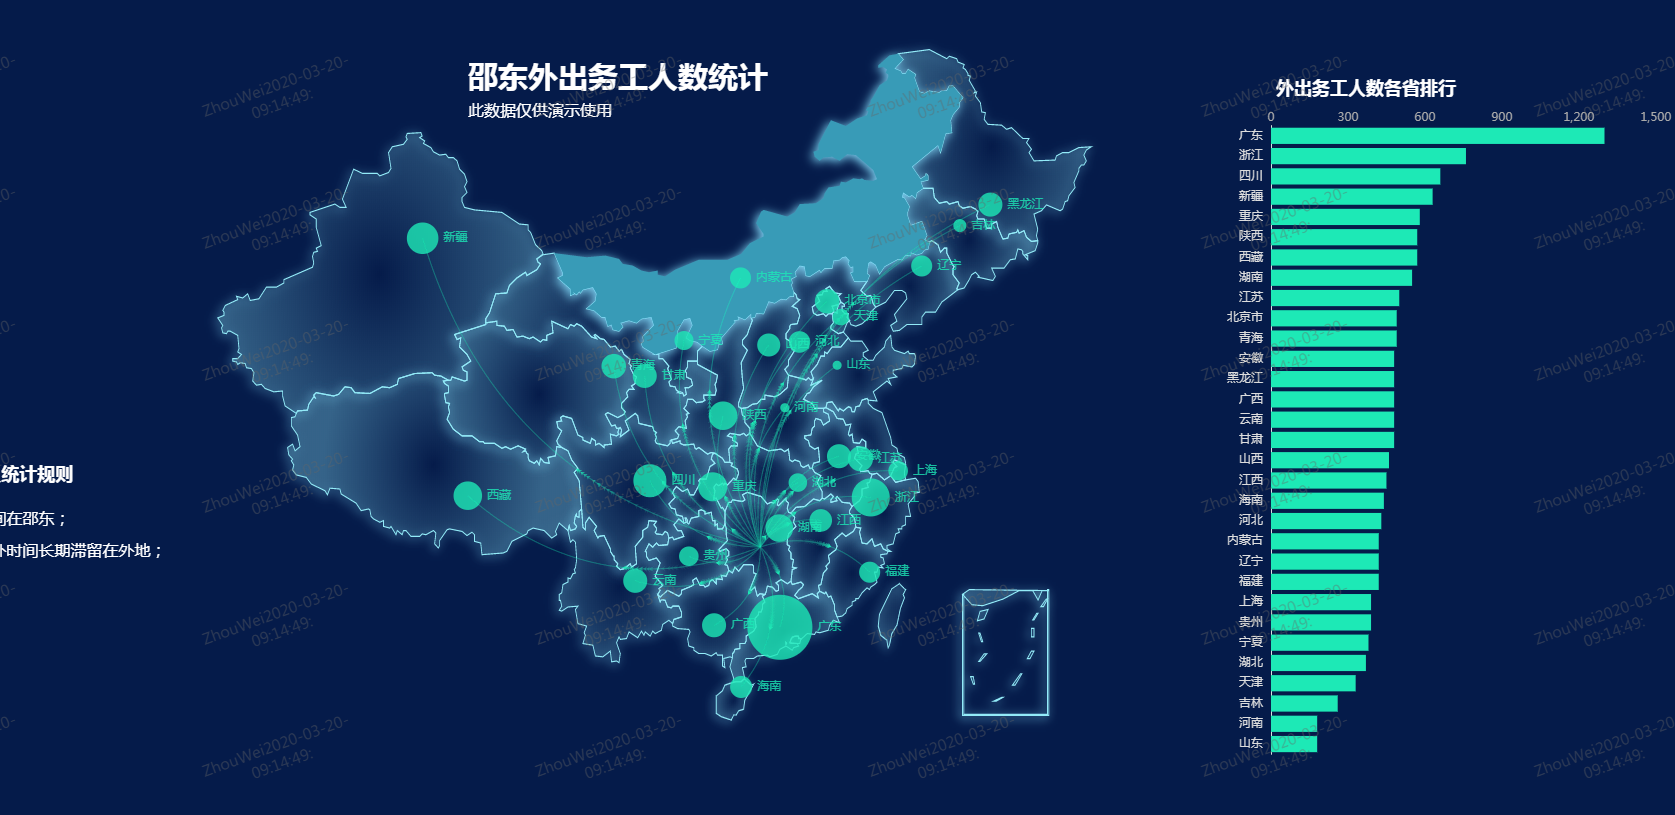 邵东外出务工人数统计
此数据仅供演示使用
统计规则
间在邵东；
外时间长期滞留在外地；
新疆
西藏
内蒙古
黑龙江
吉林
辽宁
北京市
天津
宁夏
山西
河北
青海
甘肃
山东
陕西
河南
安徽
江苏
上海
四川
重庆
湖北
浙江
湖南
江西
贵州
云南
福建
广西
广东
海南
外出务工人数各省排行
0 300 600 900 1,200 1,500
广东
浙江
四川
新疆
重庆
陕西
西藏
湖南
江苏
北京市
青海
安徽
黑龙江
广西
云南
甘肃
山西
江西
海南
河北
内蒙古
辽宁
福建
上海
贵州
宁夏
湖北
天津
吉林
河南
山东
ZhouWei2020-03-20-
09:14:49: